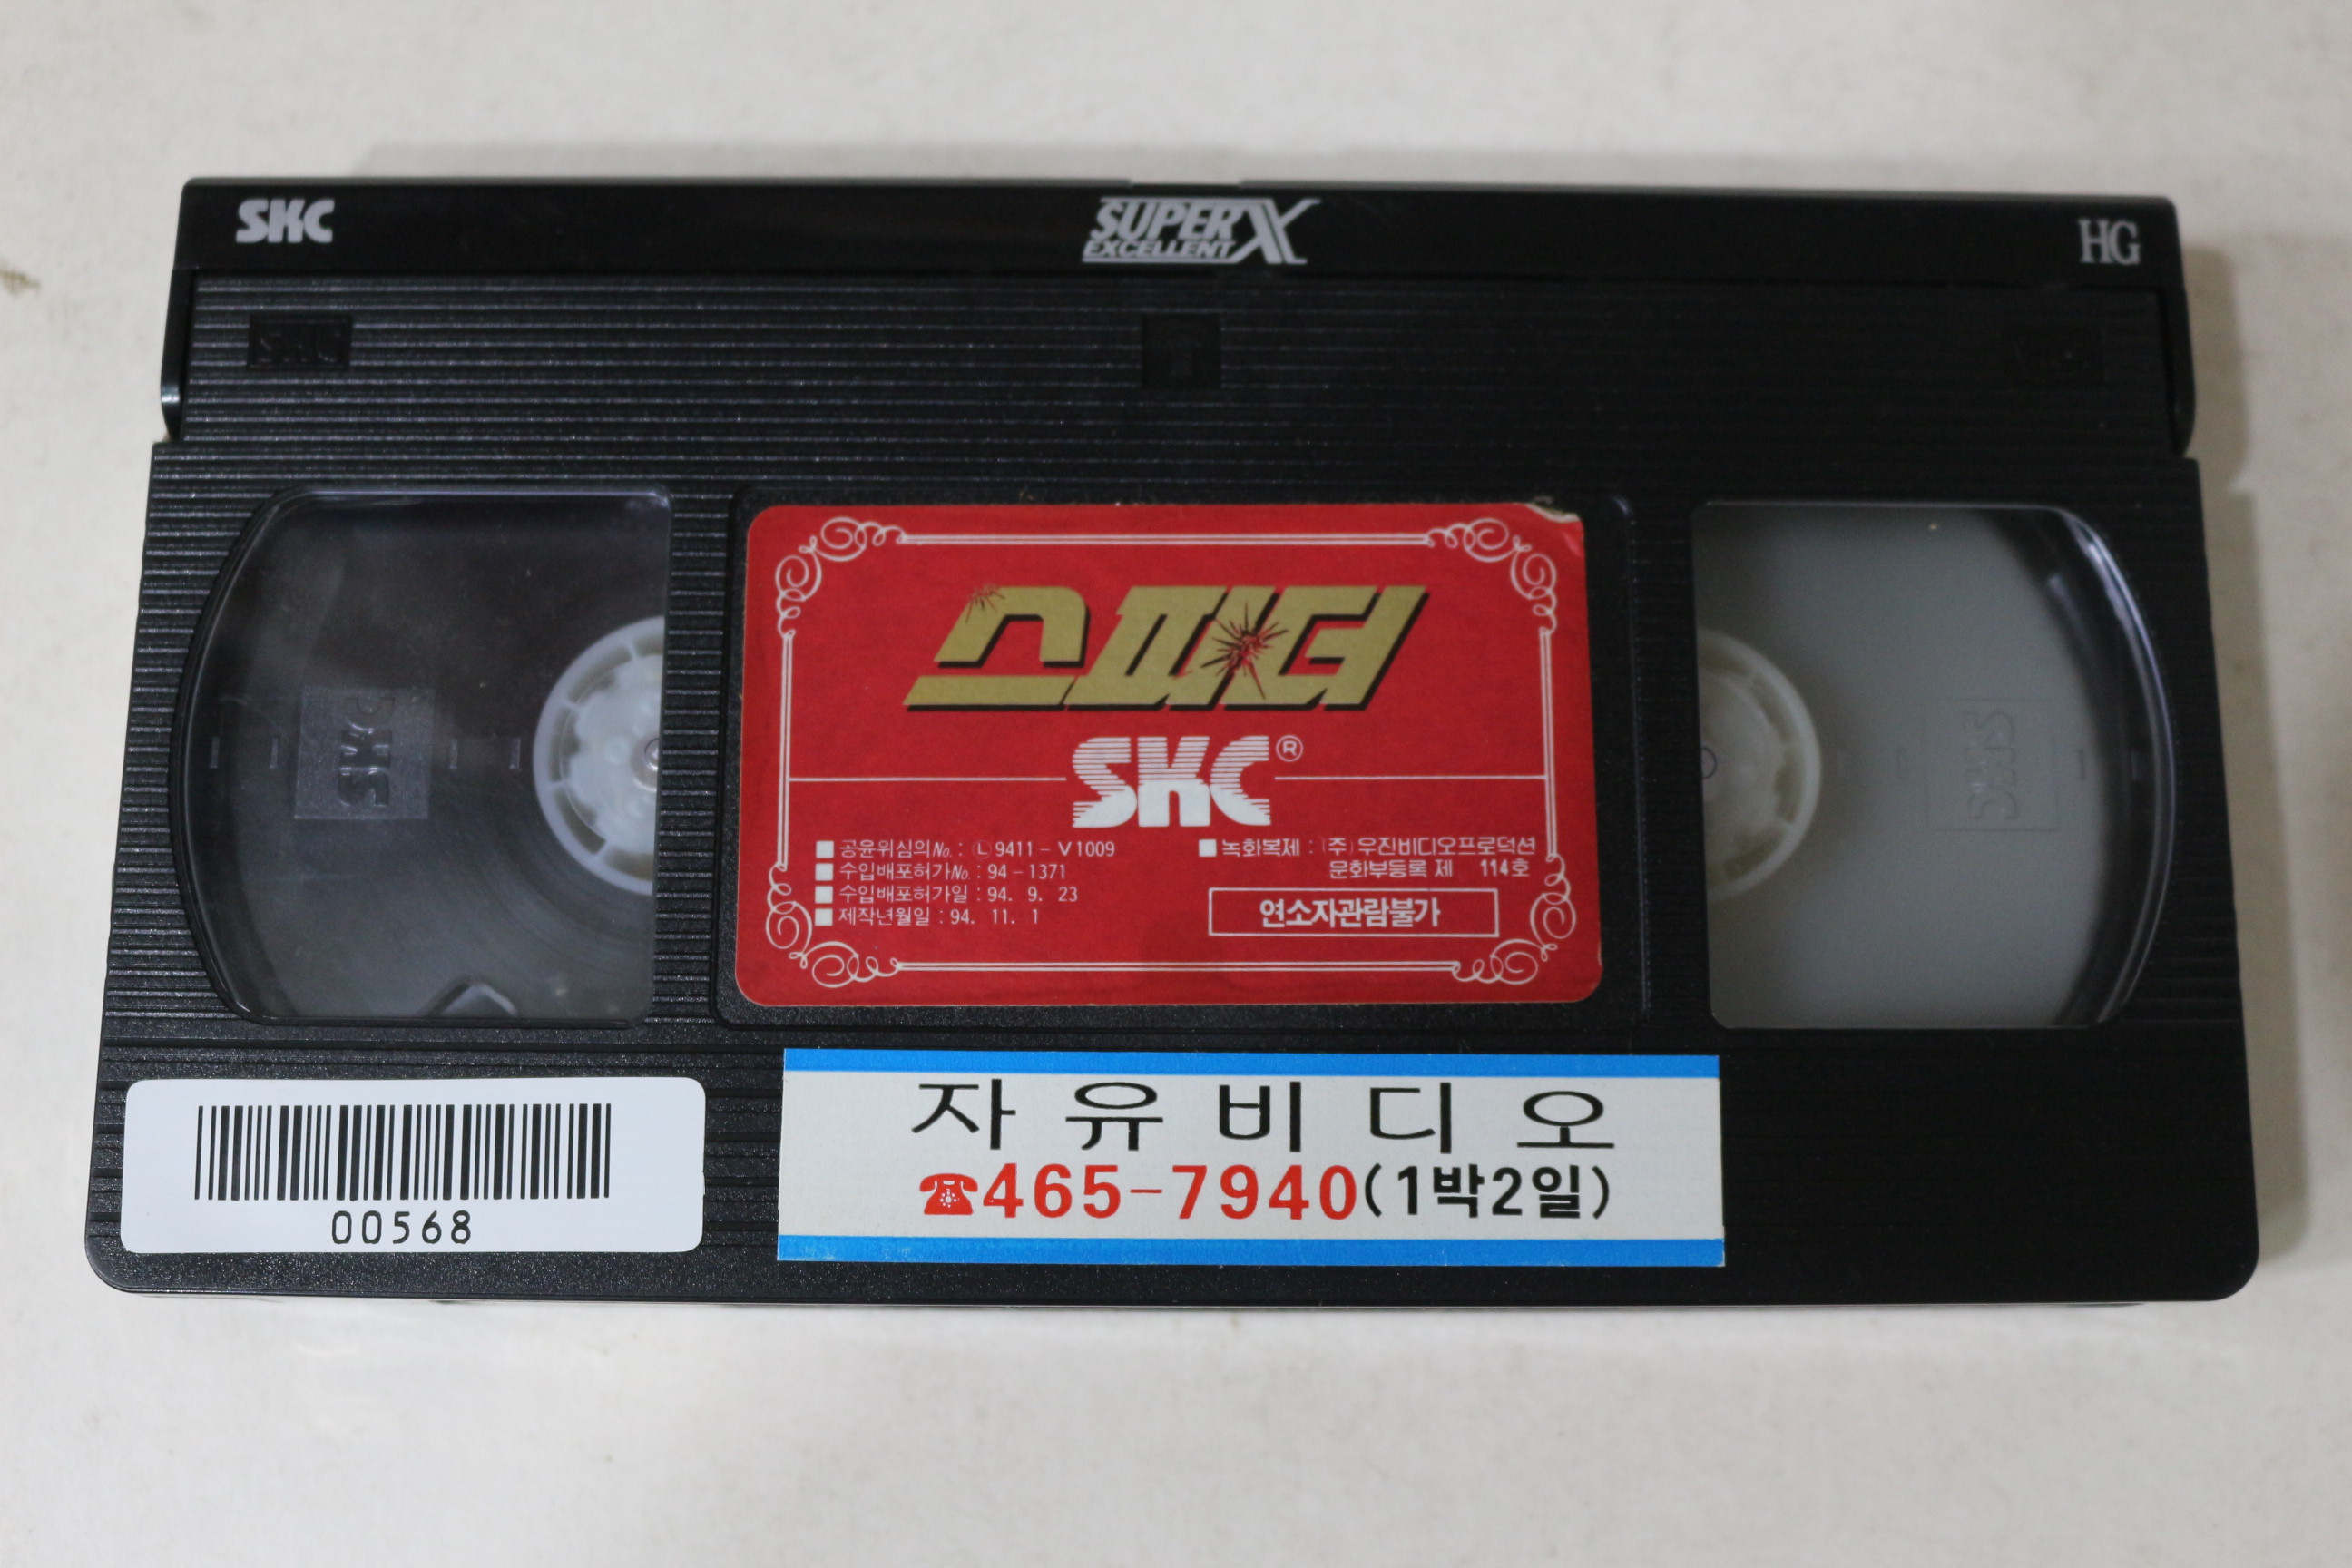 SKC
SUPER X
EXCELLENT
HG
SKC
T
SKC
스피더
SKC®
■ 공윤위심의No. : Ⓛ 9411 - V1009
■ 수입배포허가No. : 94 - 1371
■ 수입배포허가일 : 94. 9. 23
■ 제작년월일 : 94. 11. 1
■ 녹화복제 : (주)우진비디오프로덕션
문화부등록 제 114호
연소자관람불가
SKC
00568
자유비디오
☎465-7940(1박2일)